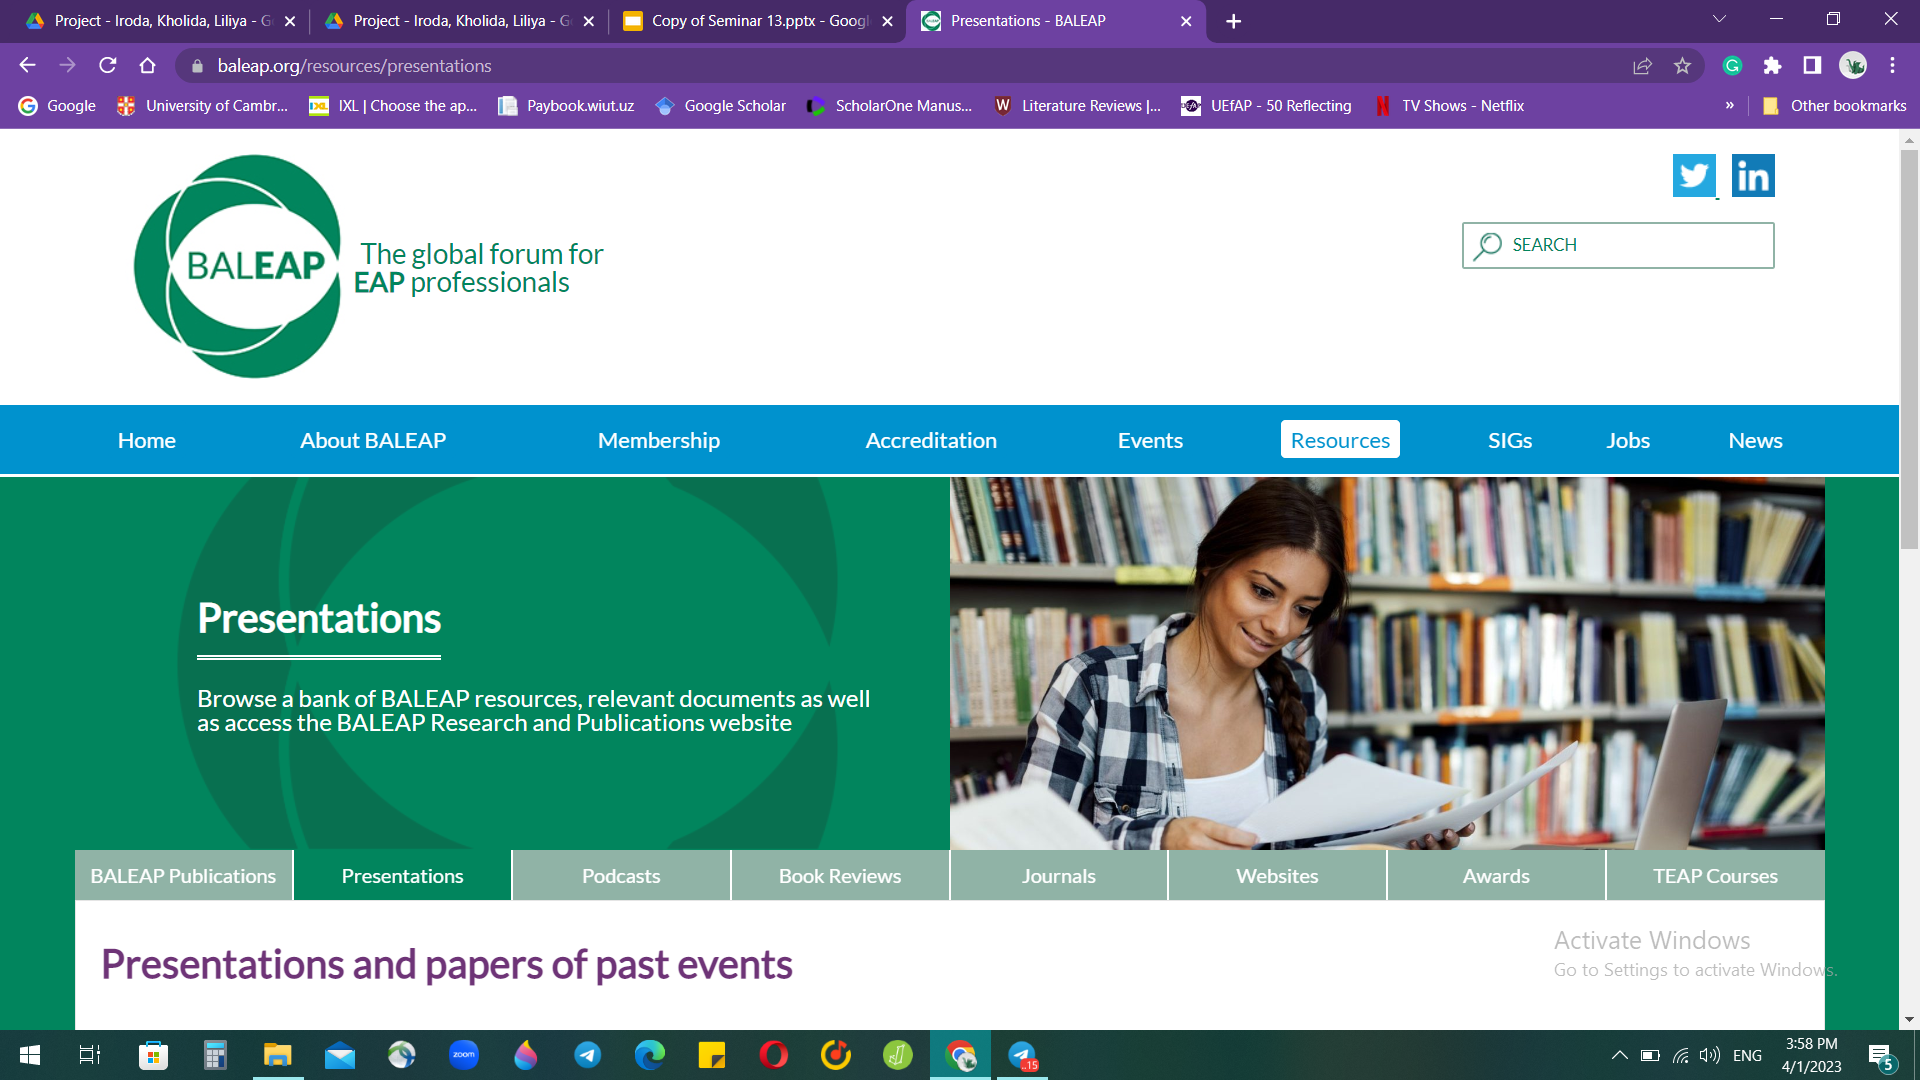 Project - Iroda, Kholida, Liliya - G
Project - Iroda, Kholida, Liliya - G
Copy of Seminar 13.pptx - Googl
Presentations - BALEAP
baleap.org/resources/presentations
Google
University of Cambr...
IXL | Choose the ap...
Paybook.wiut.uz
Google Scholar
ScholarOne Manus...
Literature Reviews |...
UEfAP - 50 Reflecting
TV Shows - Netflix
»
Other bookmarks
BALEAP
The global forum for
EAP professionals
in
SEARCH
Home
About BALEAP
Membership
Accreditation
Events
Resources
SIGs
Jobs
News
Presentations
Browse a bank of BALEAP resources, relevant documents as well
as access the BALEAP Research and Publications website
BALEAP Publications
Presentations
Podcasts
Book Reviews
Journals
Websites
Awards
TEAP Courses
Presentations and papers of past events
Activate Windows
Go to Settings to activate Windows.
zoom
..15
ENG
3:58 PM
4/1/2023
5